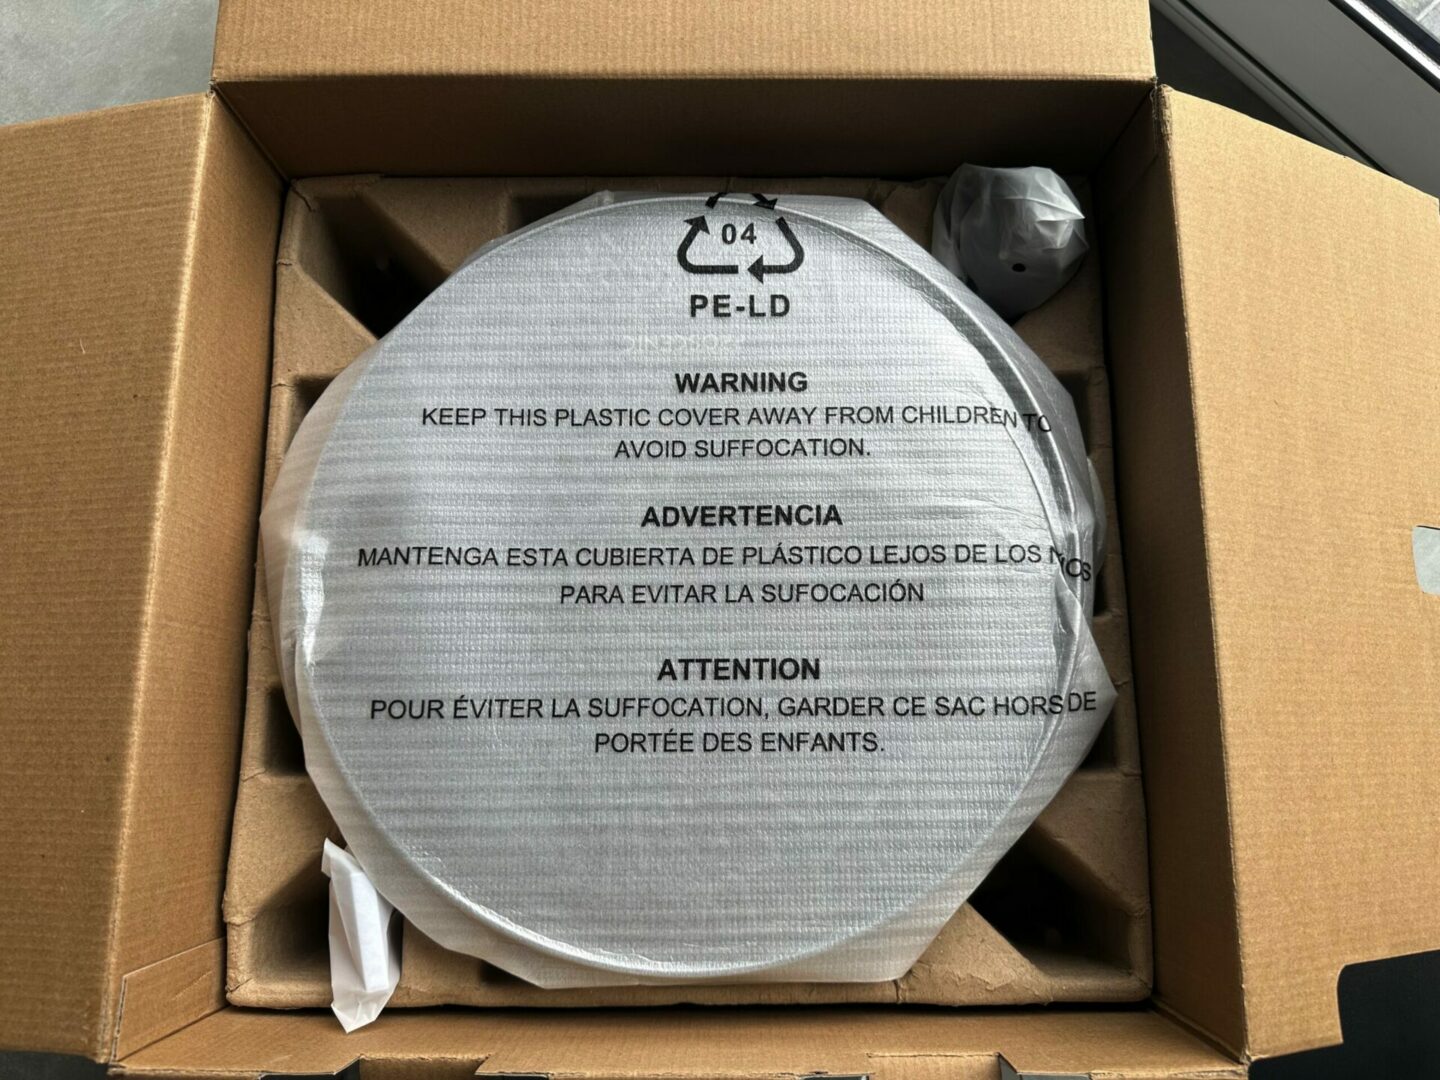 04
PE-LD
WARNING
KEEP THIS PLASTIC COVER AWAY FROM CHILDREN TO
AVOID SUFFOCATION.
ADVERTENCIA
MANTENGA ESTA CUBIERTA DE PLÁSTICO LEJOS DE LOS
PARA EVITAR LA SUFOCACIÓN
ATTENTION
POUR ÉVITER LA SUFFOCATION, GARDER CE SAC HORS DE
PORTÉE DES ENFANTS.